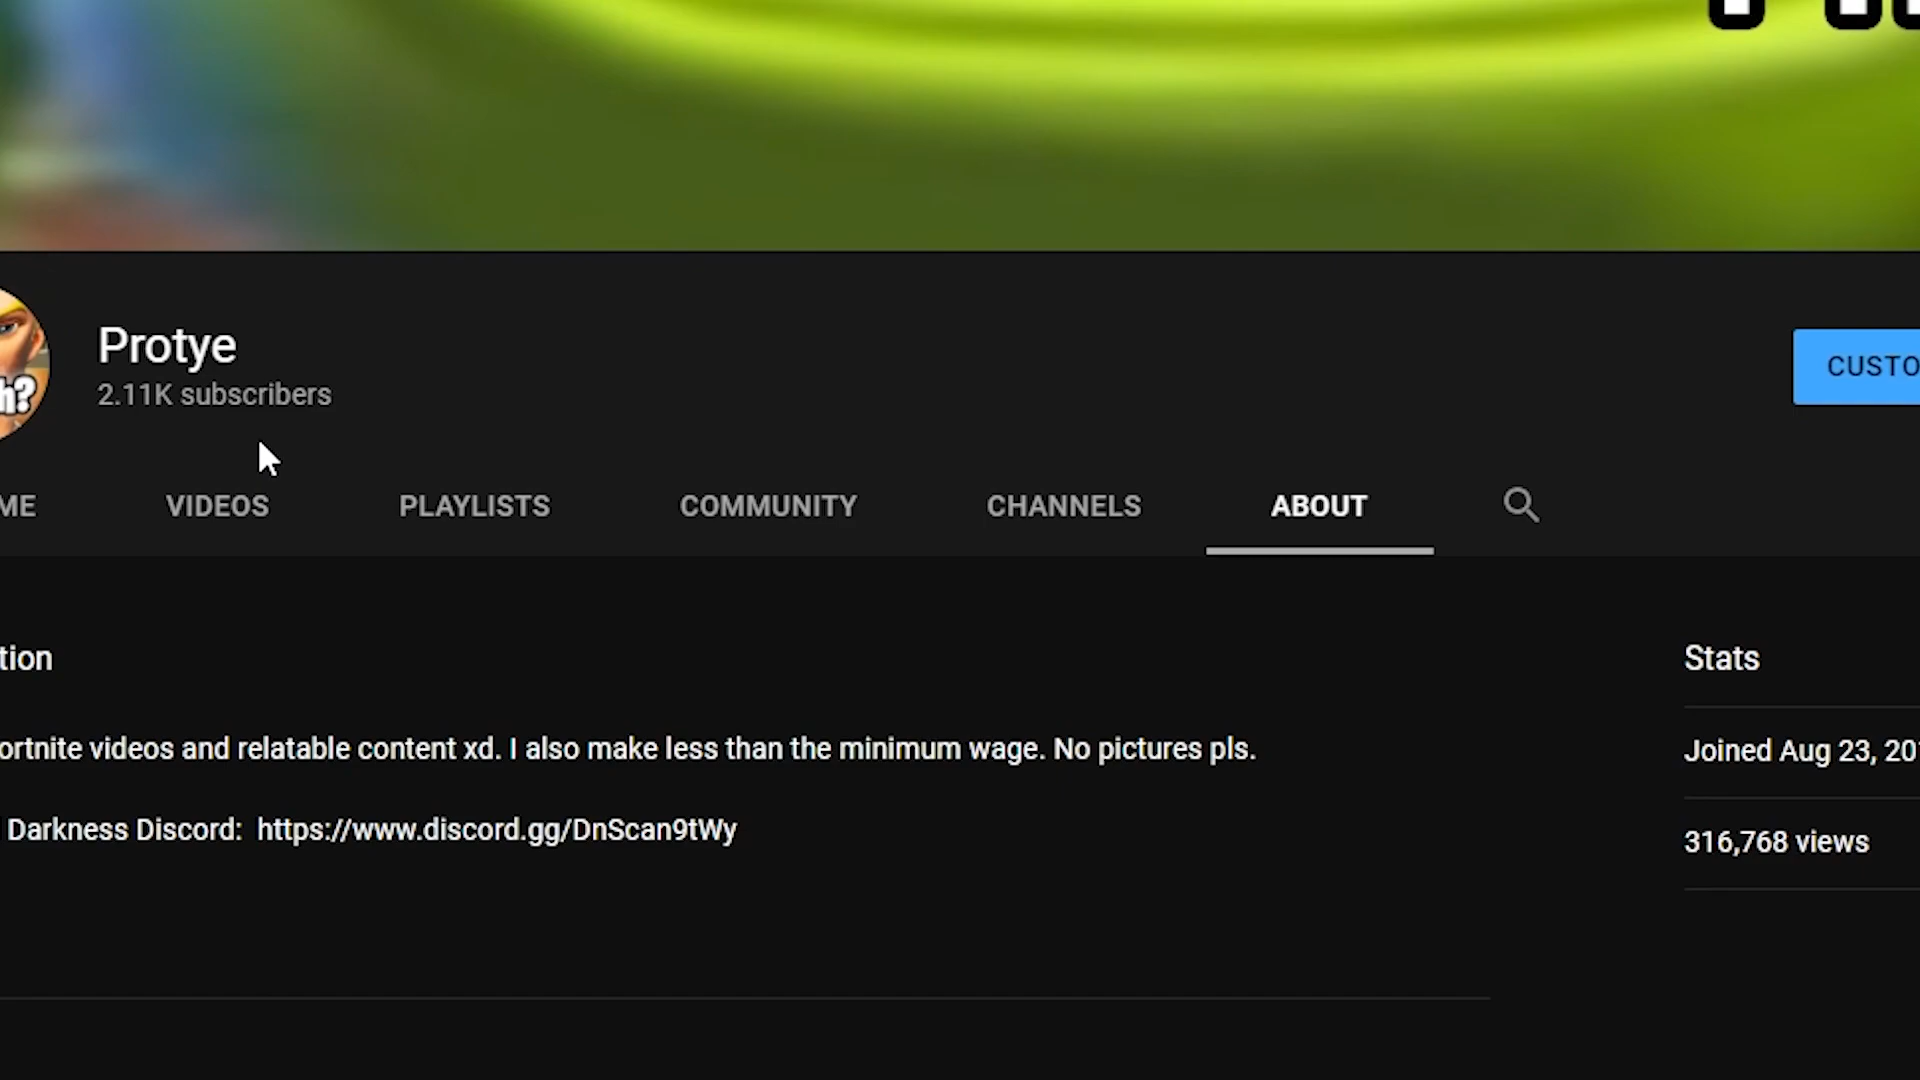 Protye
2.11K subscribers
CUSTO
ME
VIDEOS
PLAYLISTS
COMMUNITY
CHANNELS
ABOUT
tion
Stats
ortnite videos and relatable content xd. I also make less than the minimum wage. No pictures pls.
Joined Aug 23, 201
Darkness Discord: https://www.discord.gg/DnScan9tWy
316,768 views
h?